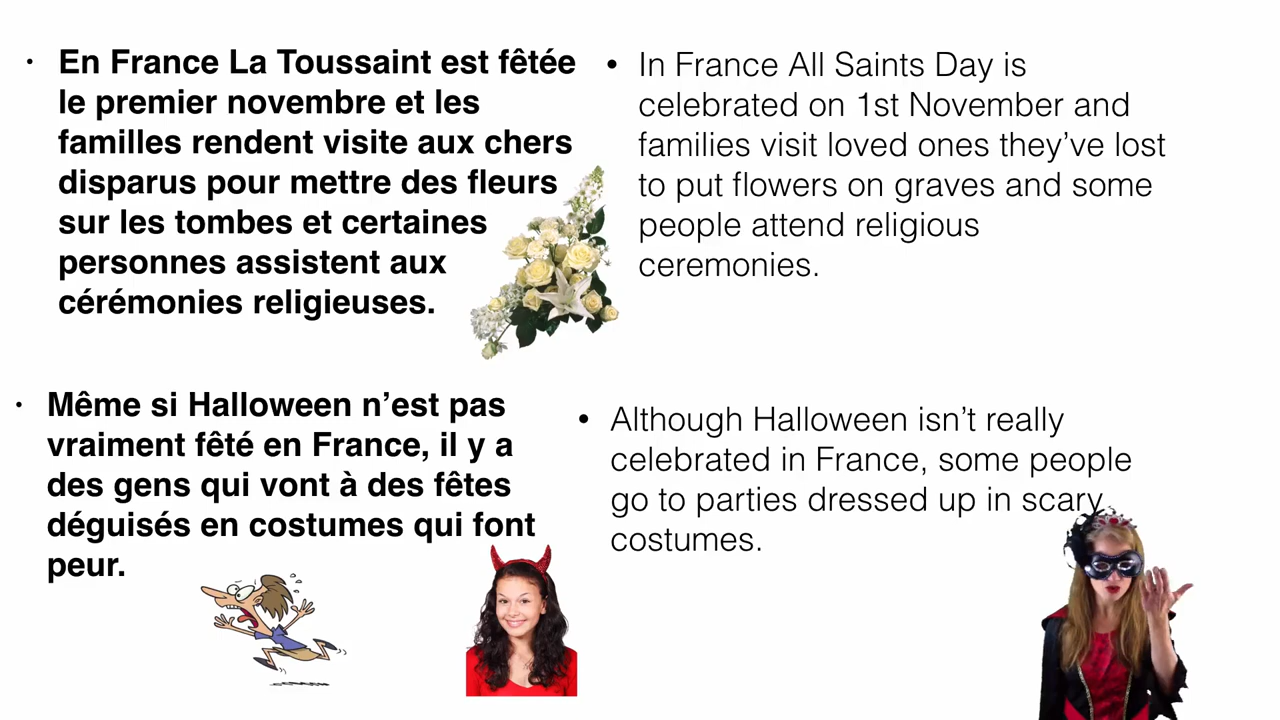 • En France La Toussaint est fêtée
le premier novembre et les
familles rendent visite aux chers
disparus pour mettre des fleurs
sur les tombes et certaines
personnes assistent aux
cérémonies religieuses.
• In France All Saints Day is
celebrated on 1st November and
families visit loved ones they’ve lost
to put flowers on graves and some
people attend religious
ceremonies.
• Même si Halloween n’est pas
vraiment fêté en France, il y a
des gens qui vont à des fêtes
déguisés en costumes qui font
peur.
• Although Halloween isn’t really
celebrated in France, some people
go to parties dressed up in scary
costumes.